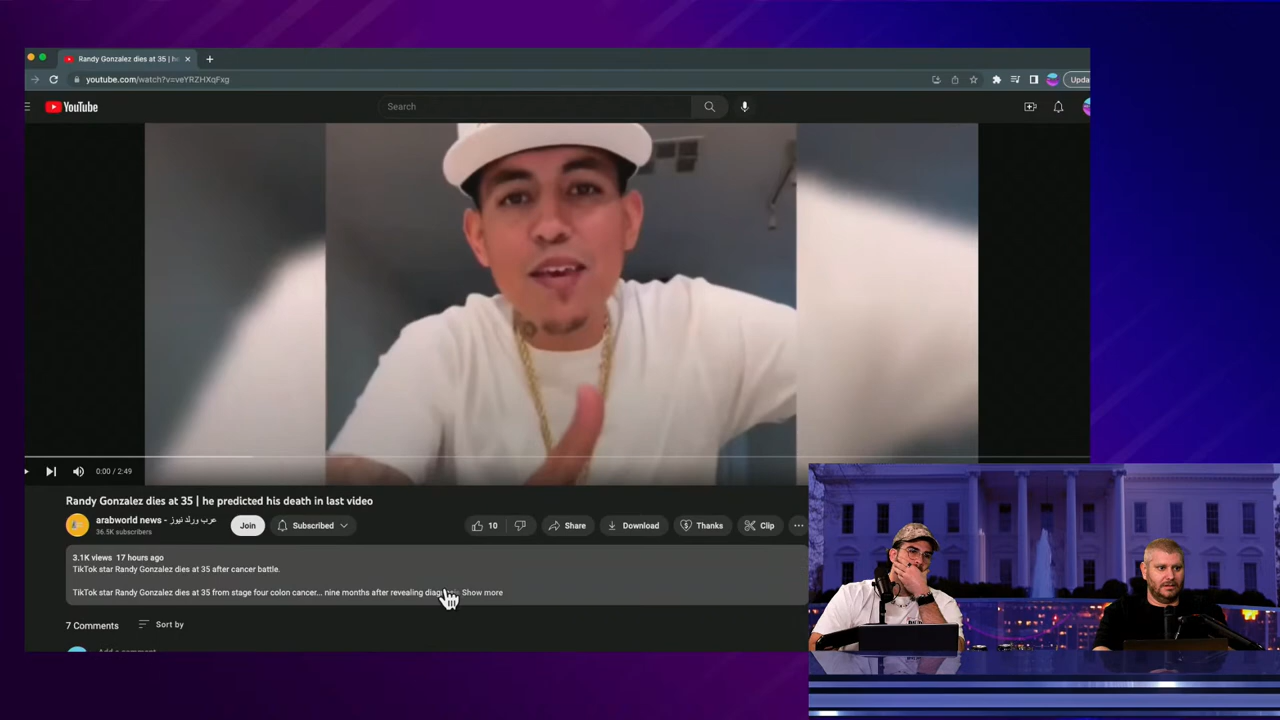 Randy Gonzalez dies at 35 | he
youtube.com/watch?v=veYRZHXqFxg
Upda
YouTube
Search
0:00 / 2:49
Randy Gonzalez dies at 35 | he predicted his death in last video
arabworld news - عرب ورلد نيوز
36.5K subscribers
Join
Subscribed
10
Share
Download
Thanks
Clip
3.1K views 17 hours ago
TikTok star Randy Gonzalez dies at 35 after cancer battle.
TikTok star Randy Gonzalez dies at 35 from stage four colon cancer... nine months after revealing Show more
7 Comments
Sort by
Add a comment